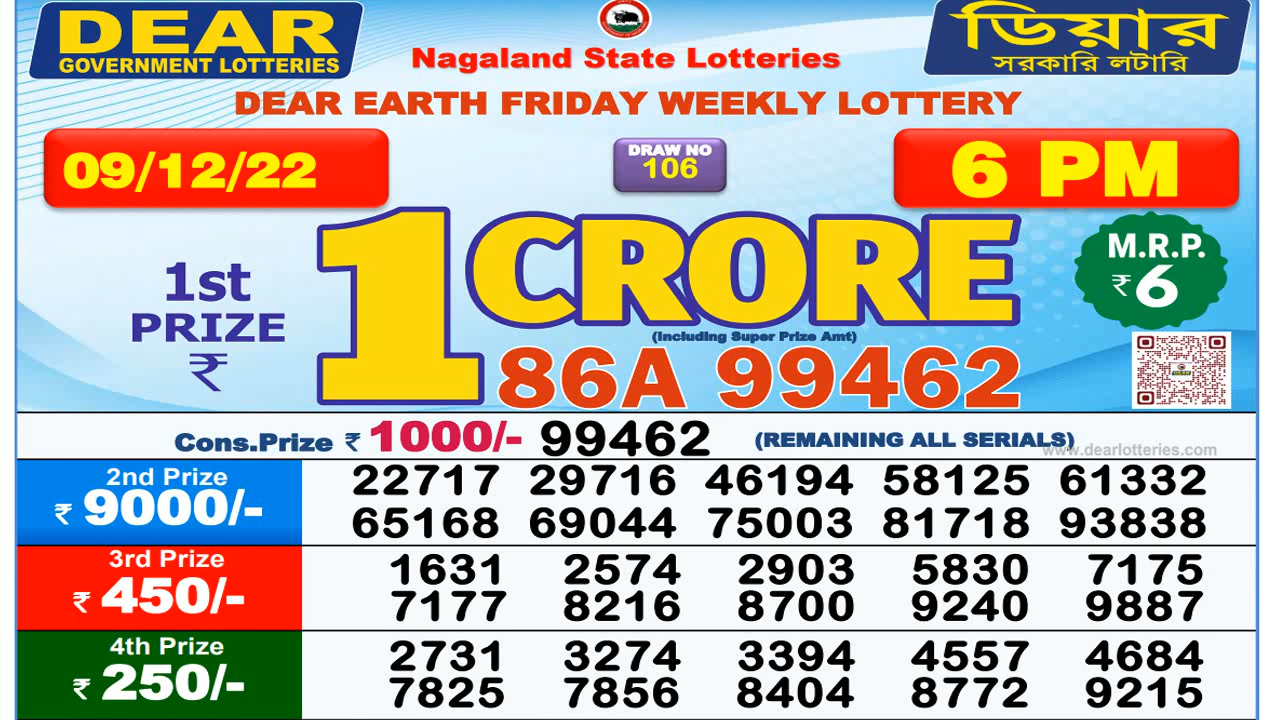 DEAR
GOVERNMENT LOTTERIES
Nagaland State Lotteries
ডিয়ার
সরকারি লটারি
DEAR EARTH FRIDAY WEEKLY LOTTERY
09/12/22
DRAW NO
106
6 PM
1st
PRIZE
₹
1 CRORE
(Including Super Prize Amt)
86A 99462
M.R.P.
₹ 6
DEAR
Cons.Prize ₹ 1000/- 99462 (REMAINING ALL SERIALS)
www.dearlotteries.com
2nd Prize
₹ 9000/-
22717 29716 46194 58125 61332
65168 69044 75003 81718 93838
3rd Prize
₹ 450/-
1631 2574 2903 5830 7175
7177 8216 8700 9240 9887
4th Prize
₹ 250/-
2731 3274 3394 4557 4684
7825 7856 8404 8772 9215